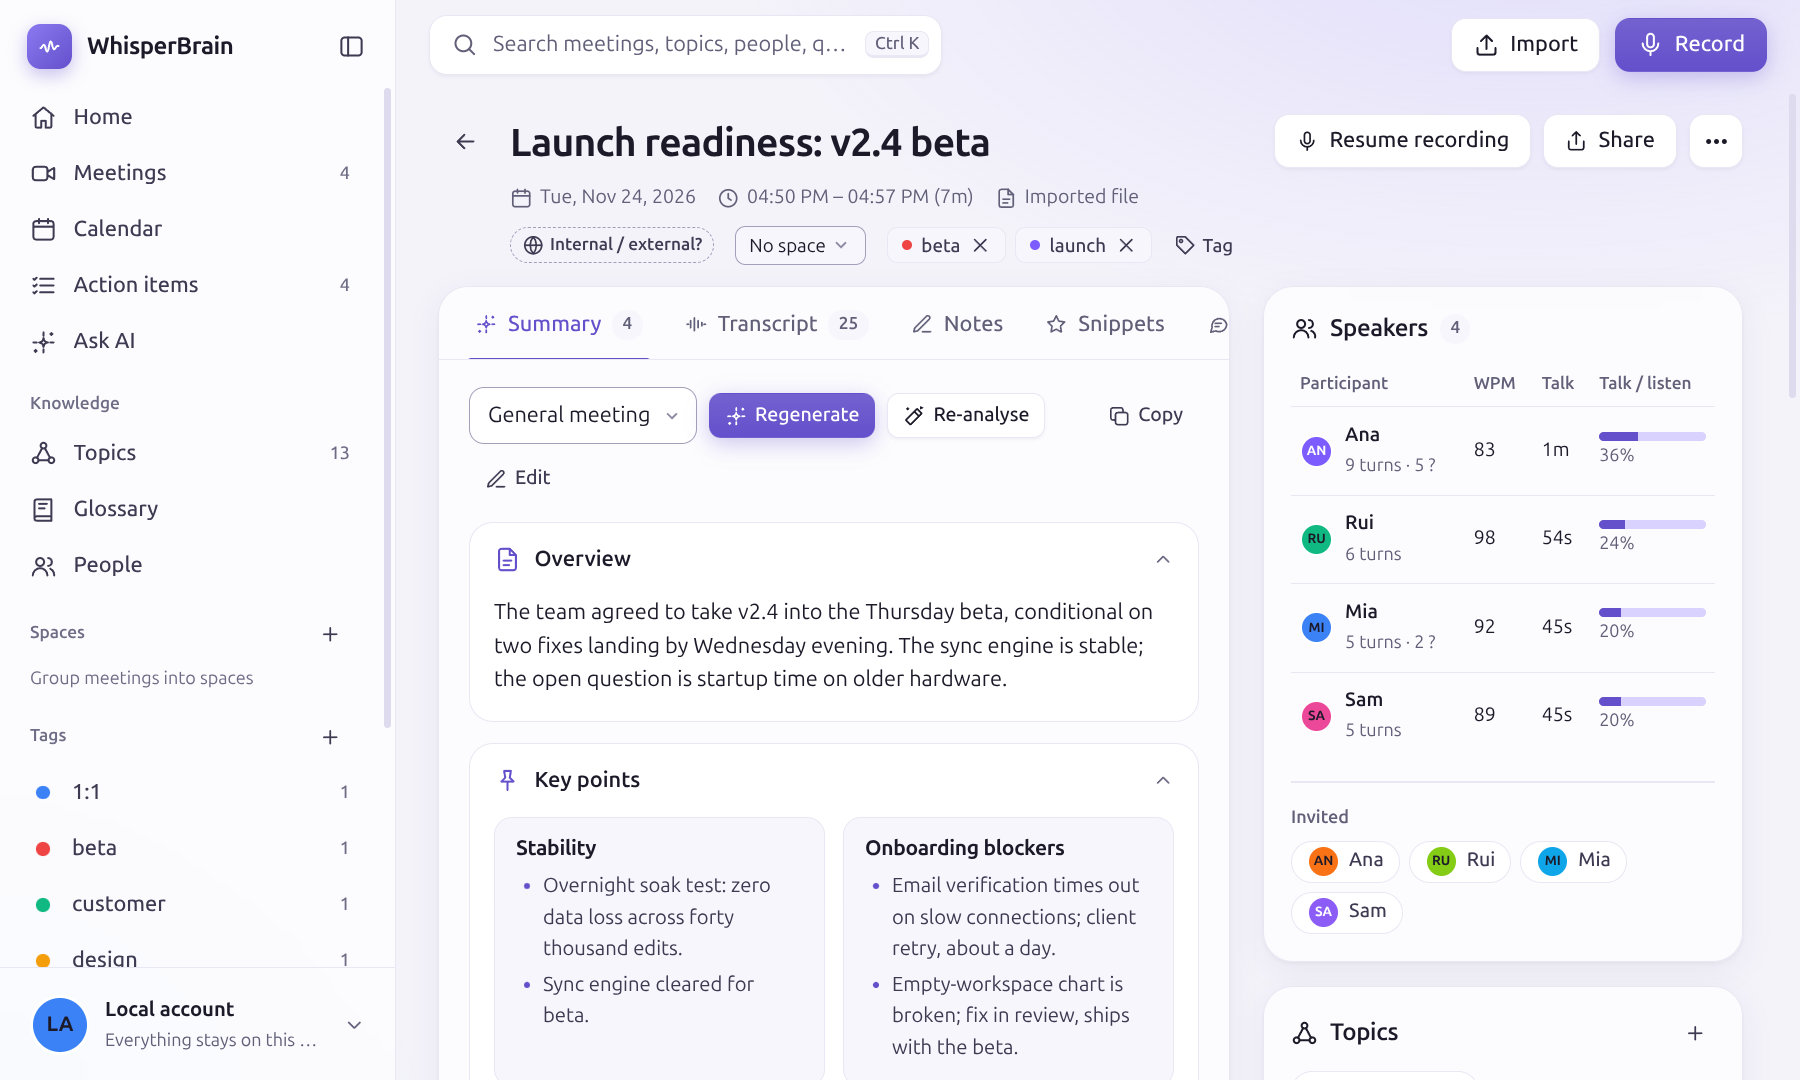 WhisperBrain
Home
Meetings 4
Calendar
Action items 4
Ask AI
Knowledge
Topics 13
Glossary
People
Spaces
Group meetings into spaces
Tags
1:1 1
beta 1
customer 1
design 1
LA
Local account
Everything stays on this ...
Search meetings, topics, people, q... Ctrl K
Import
Record
Launch readiness: v2.4 beta
Resume recording
Share
Tue, Nov 24, 2026 04:50 PM – 04:57 PM (7m) Imported file
Internal / external? No space beta launch Tag
Summary 4 Transcript 25 Notes Snippets
General meeting Regenerate Re-analyse Copy
Edit
Overview
The team agreed to take v2.4 into the Thursday beta, conditional on
two fixes landing by Wednesday evening. The sync engine is stable;
the open question is startup time on older hardware.
Key points
Stability
• Overnight soak test: zero
data loss across forty
thousand edits.
• Sync engine cleared for
beta.
Onboarding blockers
• Email verification times out
on slow connections; client
retry, about a day.
• Empty-workspace chart is
broken; fix in review, ships
with the beta.
Speakers 4
Participant WPM Talk Talk / listen
AN Ana 83 1m 36%
9 turns · 5 ?
RU Rui 98 54s 24%
6 turns
MI Mia 92 45s 20%
5 turns · 2 ?
SA Sam 89 45s 20%
5 turns
Invited
AN Ana RU Rui MI Mia
SA Sam
Topics